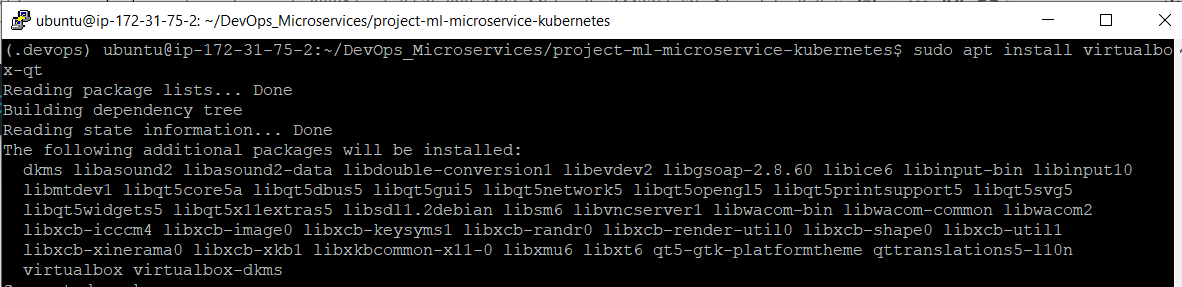 ubuntu@ip-172-31-75-2: ~/DevOps_Microservices/project-ml-microservice-kubernetes
(.devops) ubuntu@ip-172-31-75-2:~/DevOps_Microservices/project-ml-microservice-kubernetes$ sudo apt install virtualbo
x-qt
Reading package lists... Done
Building dependency tree
Reading state information... Done
The following additional packages will be installed:
dkms libasound2 libasound2-data libdouble-conversion1 libevdev2 libgsoap-2.8.60 libice6 libinput-bin libinput10
libmtdev1 libqt5core5a libqt5dbus5 libqt5gui5 libqt5network5 libqt5opengl5 libqt5printsupport5 libqt5svg5
libqt5widgets5 libqt5x11extras5 libsdl1.2debian libsm6 libvncserver1 libwacom-bin libwacom-common libwacom2
libxcb-icccm4 libxcb-image0 libxcb-keysyms1 libxcb-randr0 libxcb-render-util0 libxcb-shape0 libxcb-util1
libxcb-xinerama0 libxcb-xkb1 libxkbcommon-x11-0 libxmu6 libxt6 qt5-gtk-platformtheme qttranslations5-l10n
virtualbox virtualbox-dkms